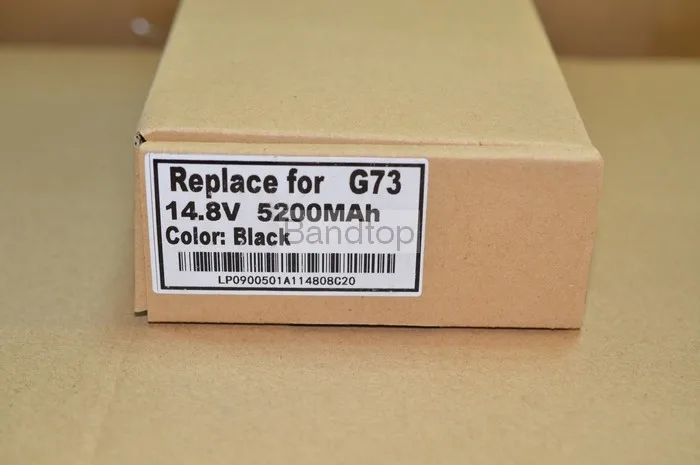 Replace for G73
14.8V 5200MAh
Color: Black
Bandtop
LP0900501A114808C20